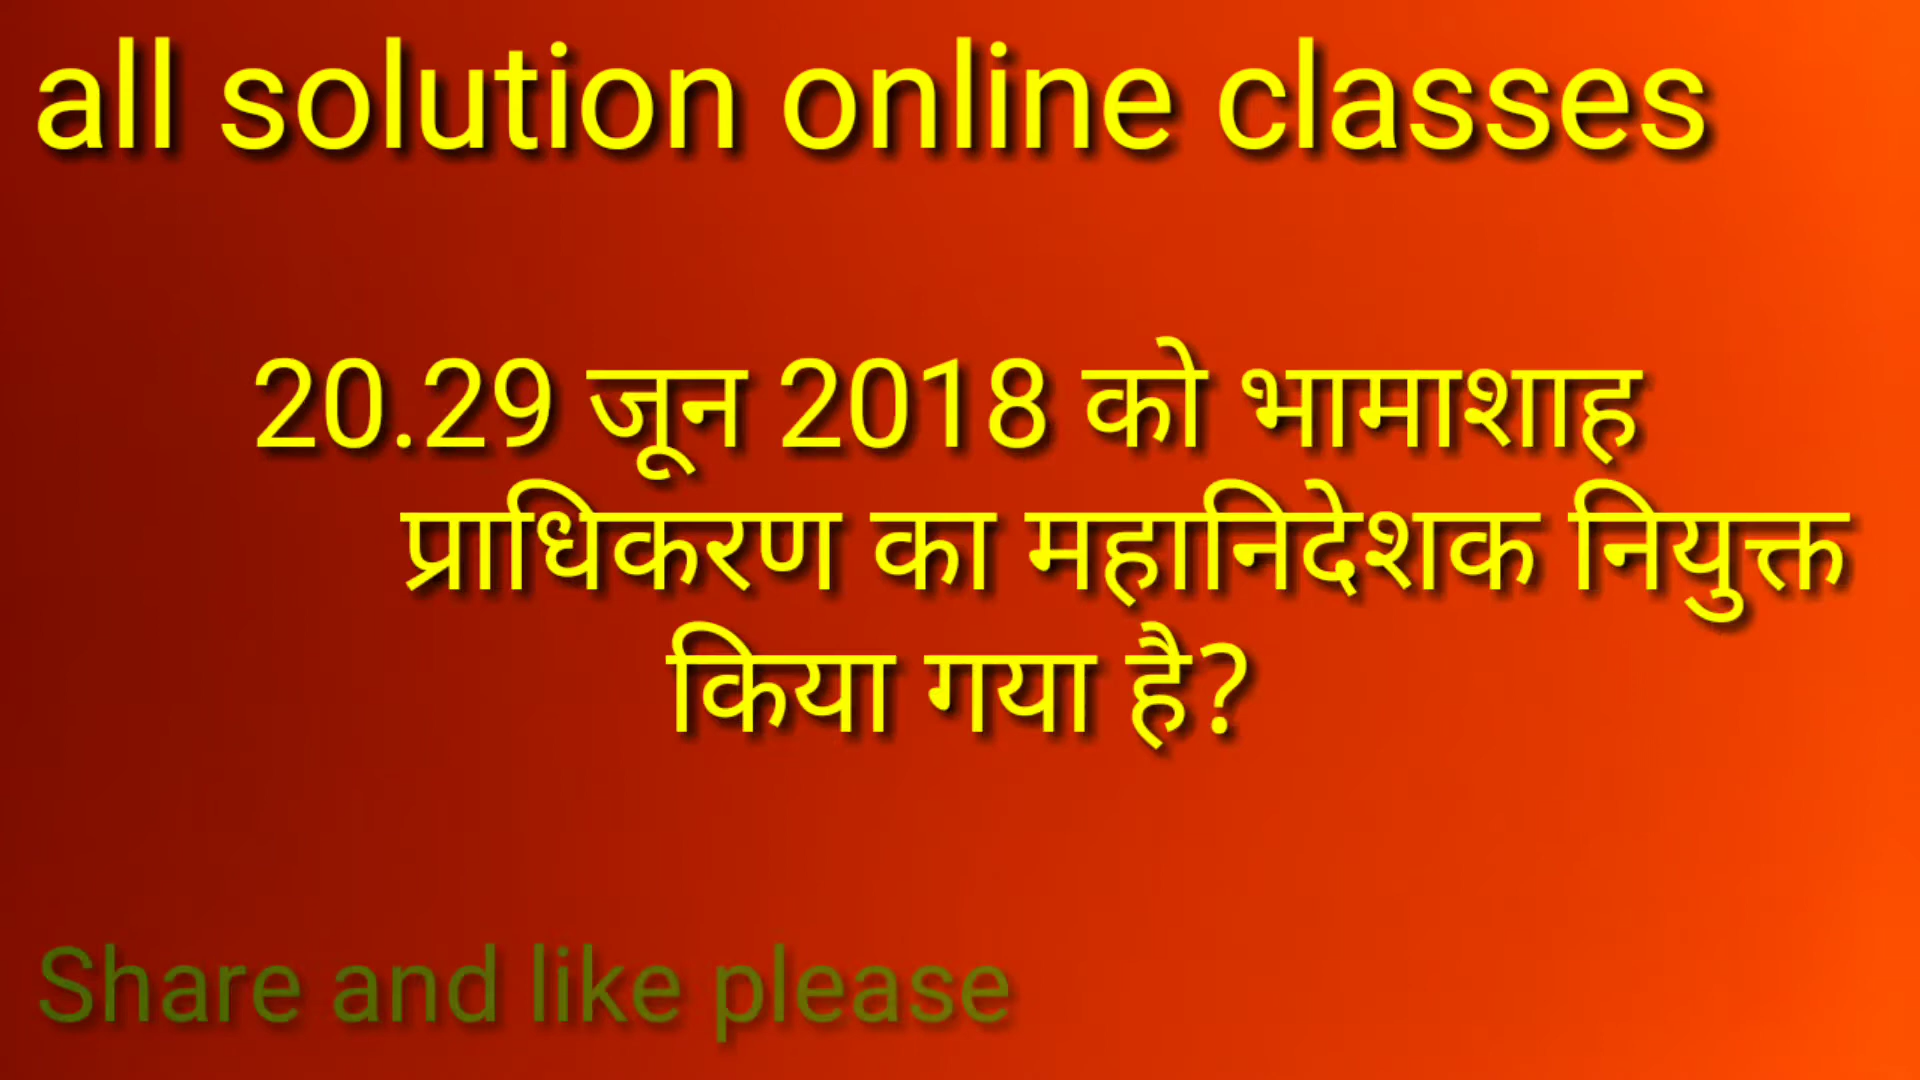 all solution online classes
20.29 जून 2018 को भामाशाह
प्राधिकरण का महानिदेशक नियुक्त
किया गया है?
Share and like please